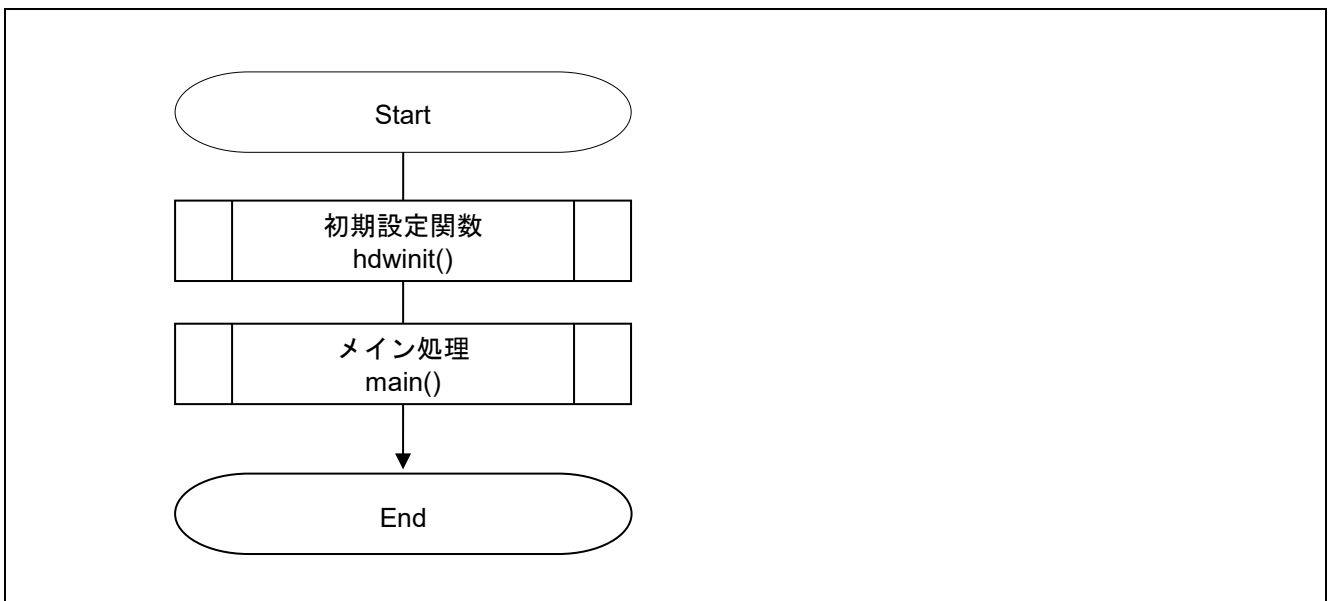 Start
初期設定関数
hdwinit()
メイン処理
main()
End